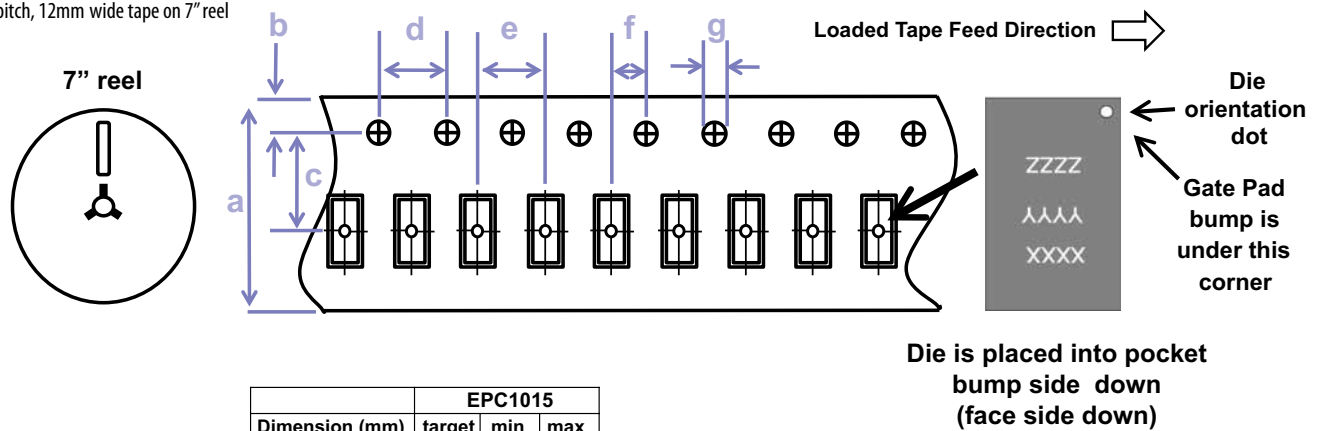 pitch, 12mm wide tape on 7” reel
b
d
e
f
g
Loaded Tape Feed Direction
7” reel
Die
orientation
dot
a
c
ZZZZ
YYYY
XXXX
Gate Pad
bump is
under this
corner
Die is placed into pocket
bump side down
(face side down)
EPC1015
Dimension (mm) target min max